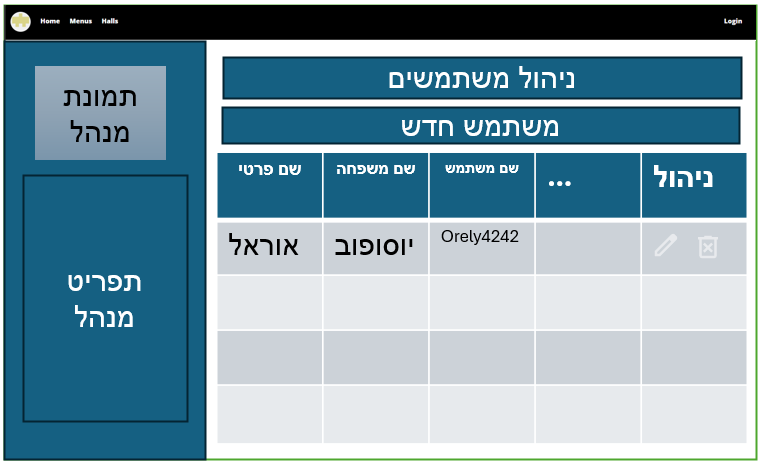 Home Menus Halls Login
תמונת
מנהל
תפריט
מנהל
ניהול משתמשים
משתמש חדש
שם פרטי שם משפחה שם משתמש ... ניהול
אוראל יוסופוב Orely4242